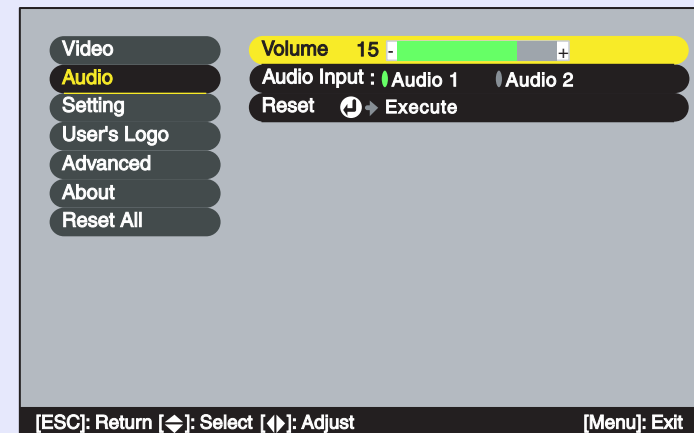 Video
Audio
Setting
User's Logo
Advanced
About
Reset All
Volume 15 - +
Audio Input : Audio 1 Audio 2
Reset Execute
[ESC]: Return [ ]: Select [ ]: Adjust [Menu]: Exit